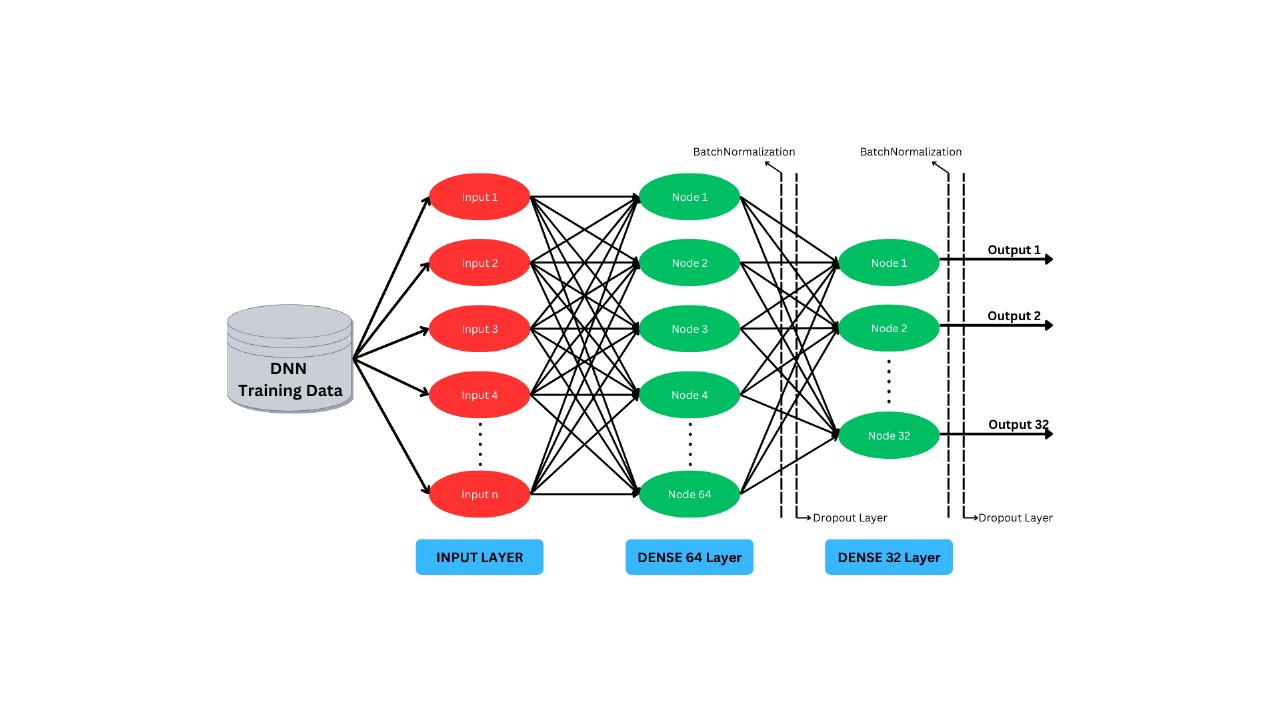 BatchNormalization
BatchNormalization
Input 1
Node 1
Input 2
Node 2
Node 1
Output 1
Input 3
Node 3
Node 2
Output 2
DNN
Training Data
Input 4
Node 4
Node 32
Output 32
Input n
Node 64
Dropout Layer
Dropout Layer
INPUT LAYER
DENSE 64 Layer
DENSE 32 Layer